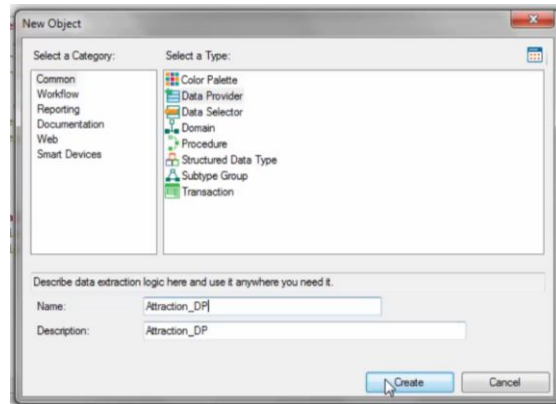 New Object
Select a Category:
Select a Type:
Common
Workflow
Reporting
Documentation
Web
Smart Devices
Color Palette
Data Provider
Data Selector
Domain
Procedure
Structured Data Type
Subtype Group
Transaction
Describe data extraction logic here and use it anywhere you need it.
Name: Attraction_DP
Description: Attraction_DP
Create Cancel